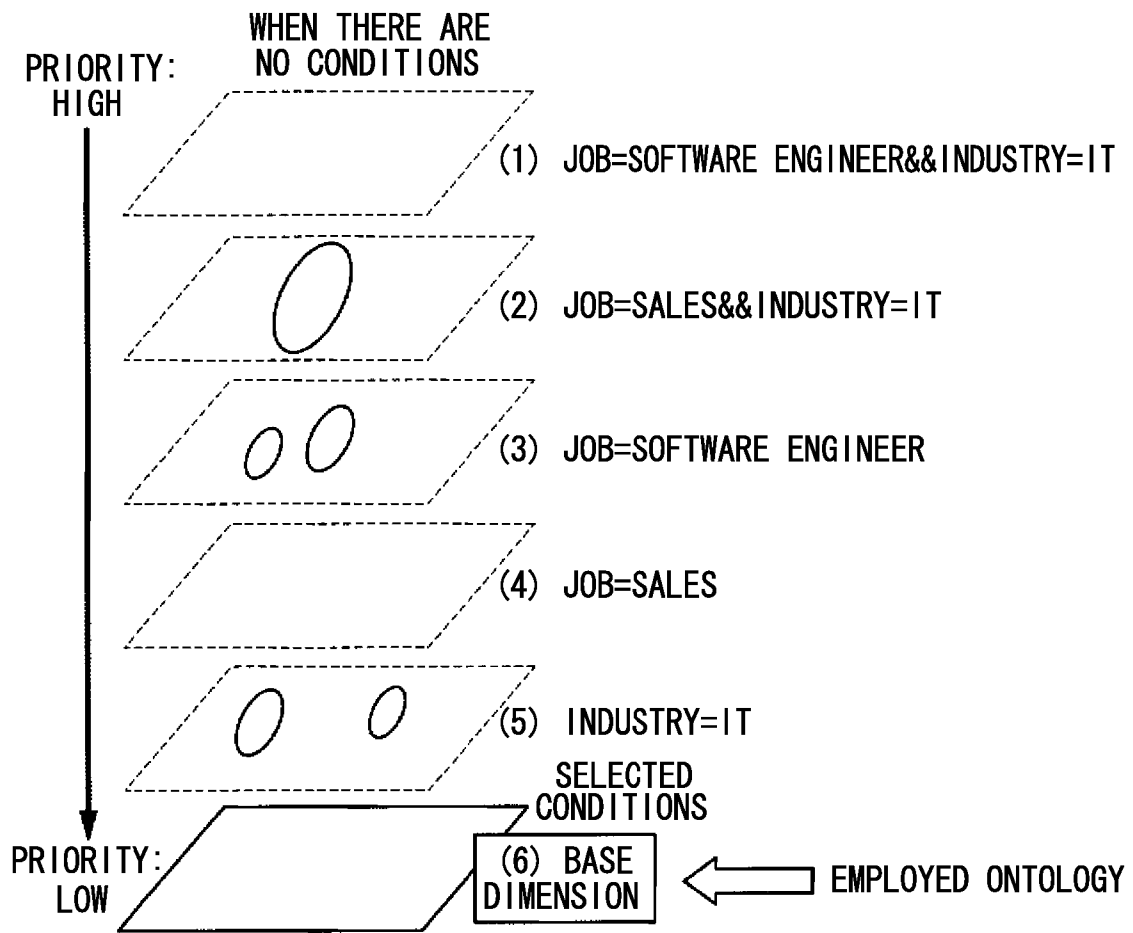 WHEN THERE ARE
NO CONDITIONS
PRIORITY:
HIGH
(1) JOB=SOFTWARE ENGINEER&&INDUSTRY=IT
(2) JOB=SALES&&INDUSTRY=IT
(3) JOB=SOFTWARE ENGINEER
(4) JOB=SALES
(5) INDUSTRY=IT
SELECTED
CONDITIONS
PRIORITY:
LOW
(6) BASE
DIMENSION
EMPLOYED ONTOLOGY